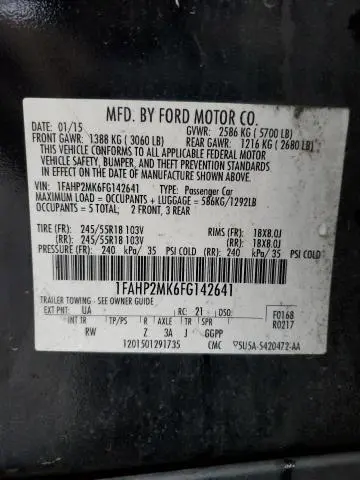 MFD. BY FORD MOTOR CO.
DATE: 01/15 GVWR: 2586 KG ( 5700 LB)
FRONT GAWR: 1388 KG ( 3060 LB) REAR GAWR: 1216 KG ( 2680 LB)
THIS VEHICLE CONFORMS TO ALL APPLICABLE FEDERAL MOTOR
VEHICLE SAFETY, BUMPER, AND THEFT PREVENTION STANDARDS
IN EFFECT ON THE DATE OF MANUFACTURE SHOWN ABOVE.
VIN: 1FAHP2MK6FG142641 TYPE: Passenger Car
MAXIMUM LOAD = OCCUPANTS + LUGGAGE = 586KG/1292LB
OCCUPANTS = 5 TOTAL; 2 FRONT, 3 REAR
TIRE (FR): 245/55R18 103V RIMS (FR): 18X8.0J
(RR): 245/55R18 103V (RR): 18X8.0J
PRESSURE (FR): 240 kPa/ 35 PSI COLD (RR): 240 kPa/ 35 PSI COLD
1FAHP2MK6FG142641
TRAILER TOWING - SEE OWNER GUIDE
EXT PNT: UA RC: 21 DSO: F0168
INT TR TP/PS R AXLE TR SPR R0217
RW Z 3A J GGPP
1201501291735 CMC 5U5A-5420472-AA